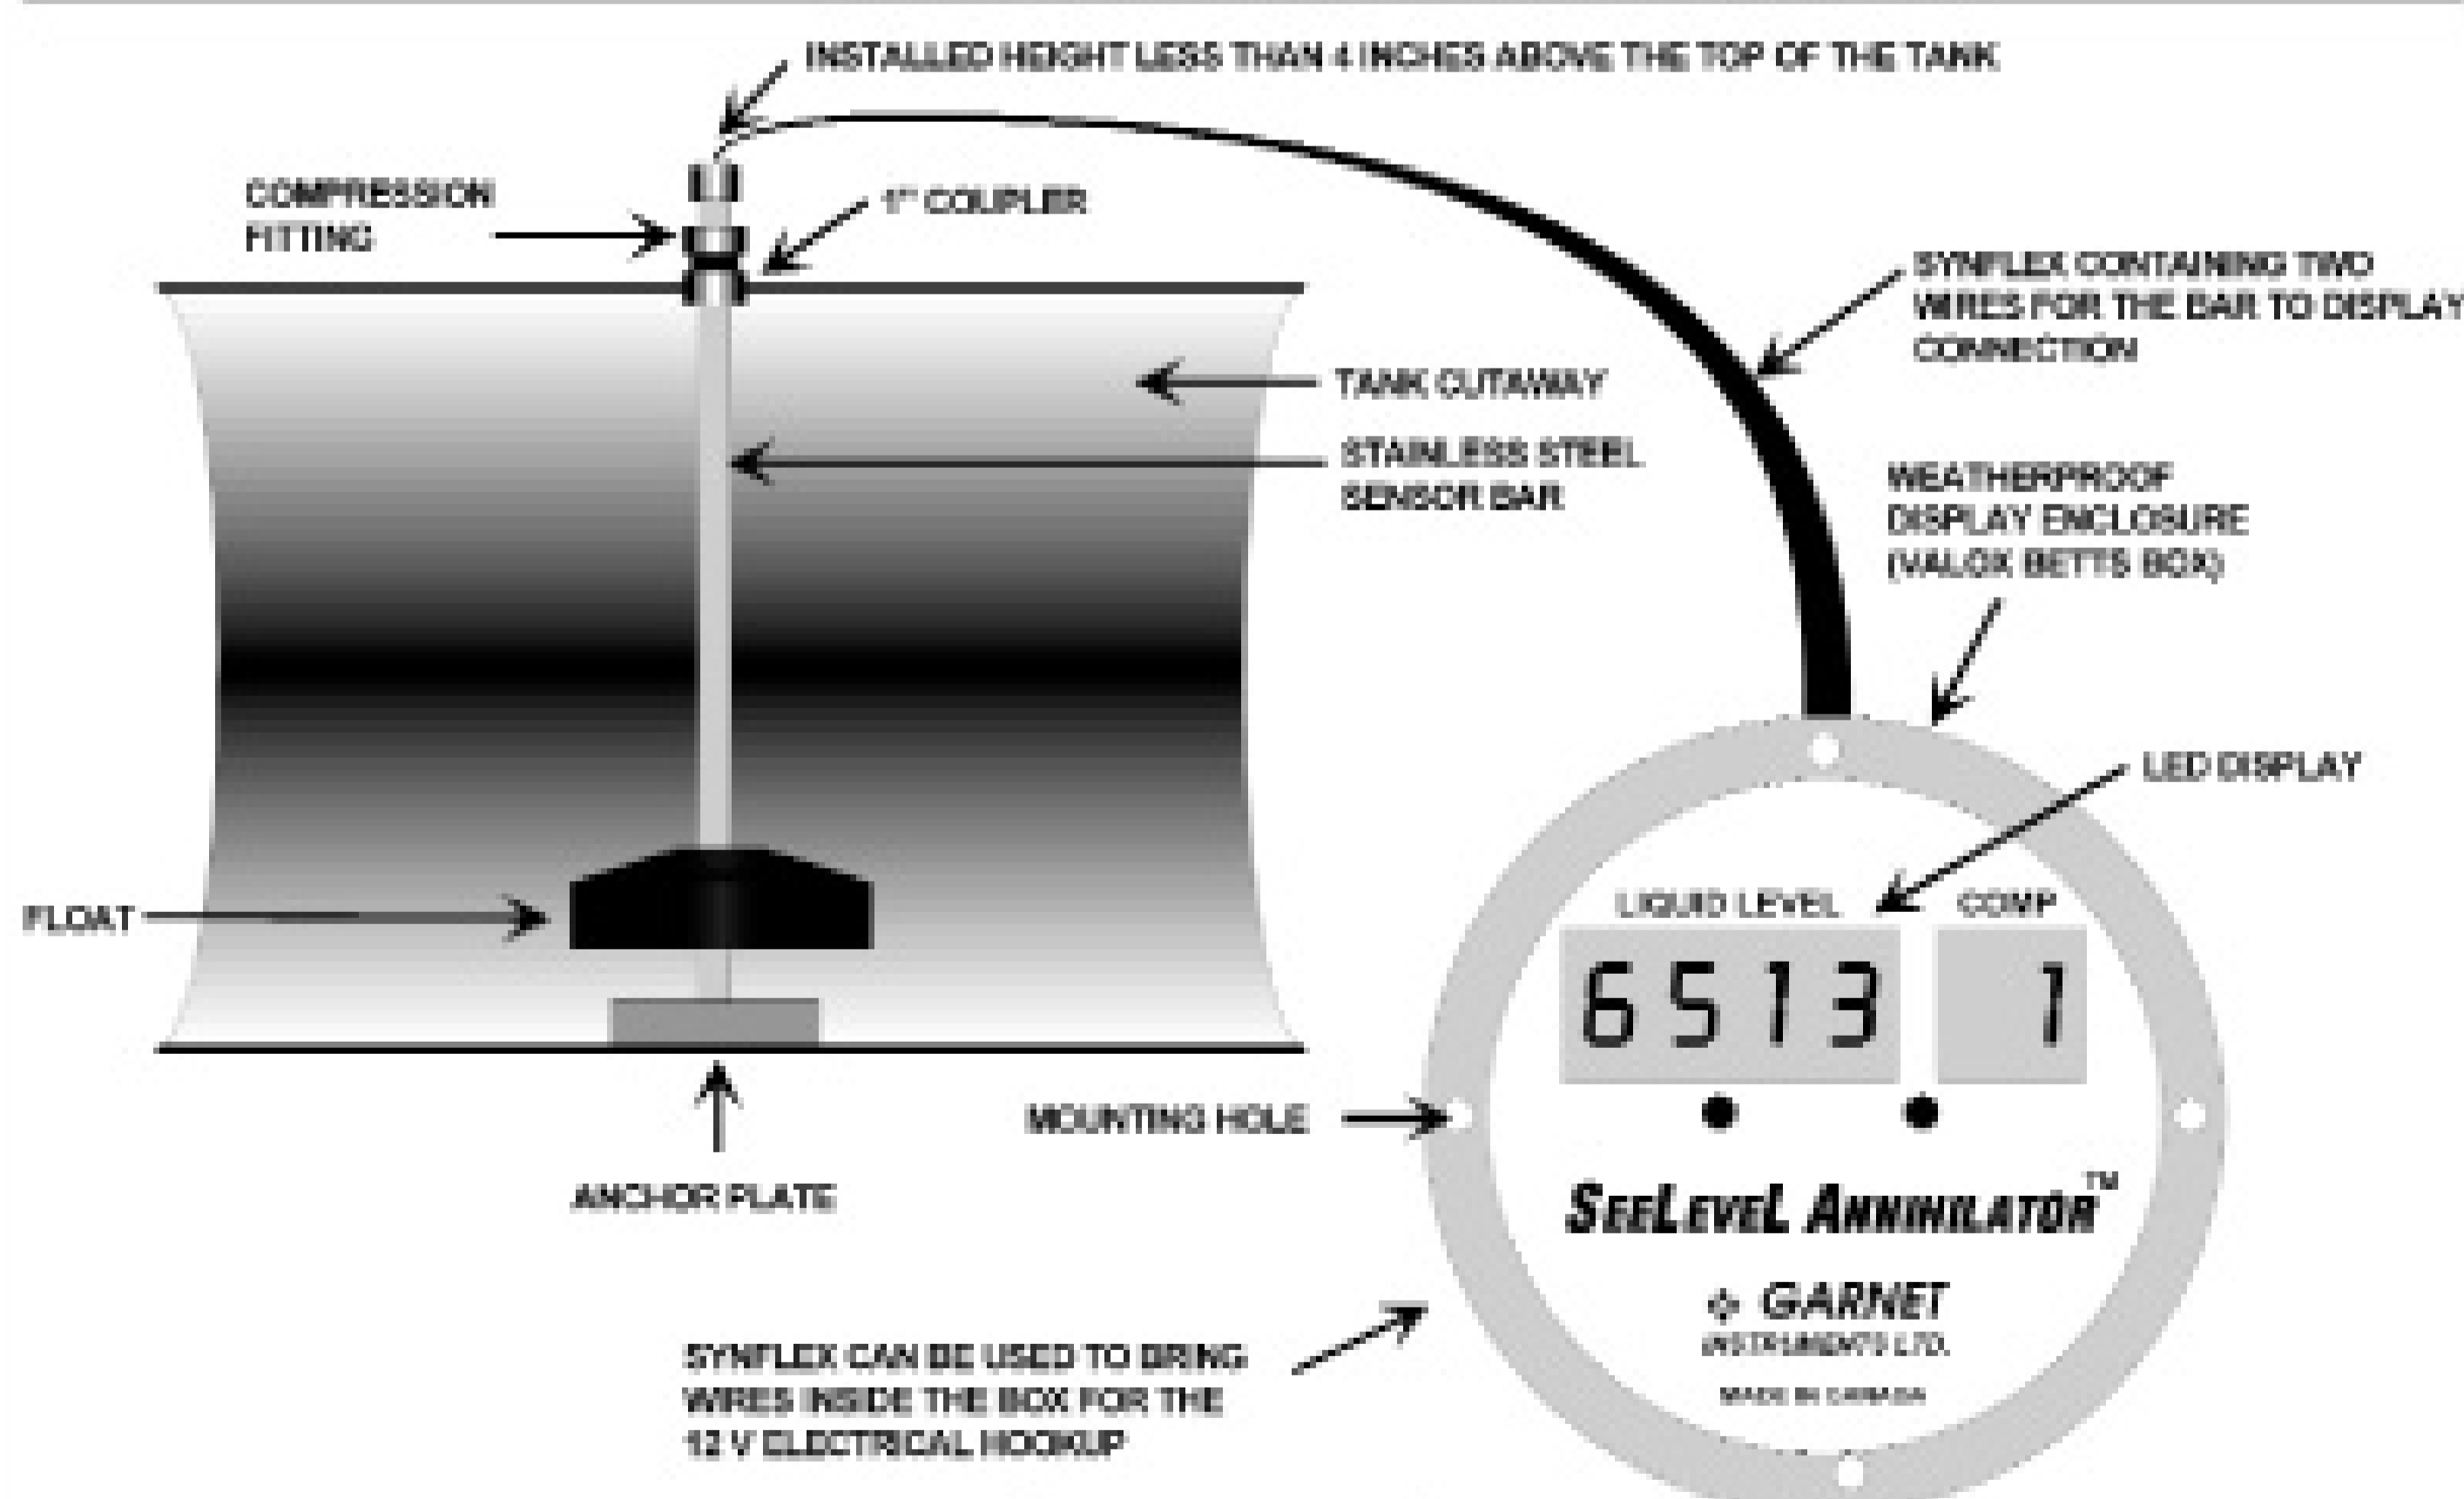 INSTALLED HEIGHT LESS THAN 4 INCHES ABOVE THE TOP OF THE TANK
COMPRESSION
FITTING
1" COUPLER
SYNFLEX CONTAINING TWO
WIRES FOR THE BAR TO DISPLAY
CONNECTION
TANK CUTAWAY
STAINLESS STEEL
SENSOR BAR
WEATHERPROOF
DISPLAY ENCLOSURE
(VALOX BETTS BOX)
LED DISPLAY
FLOAT
LIQUID LEVEL COMP
6513 1
MOUNTING HOLE
ANCHOR PLATE
SEELEVEL ANNIHILATOR™
GARNET
INSTRUMENTS LTD.
MADE IN CANADA
SYNFLEX CAN BE USED TO BRING
WIRES INSIDE THE BOX FOR THE
12 V ELECTRICAL HOOKUP